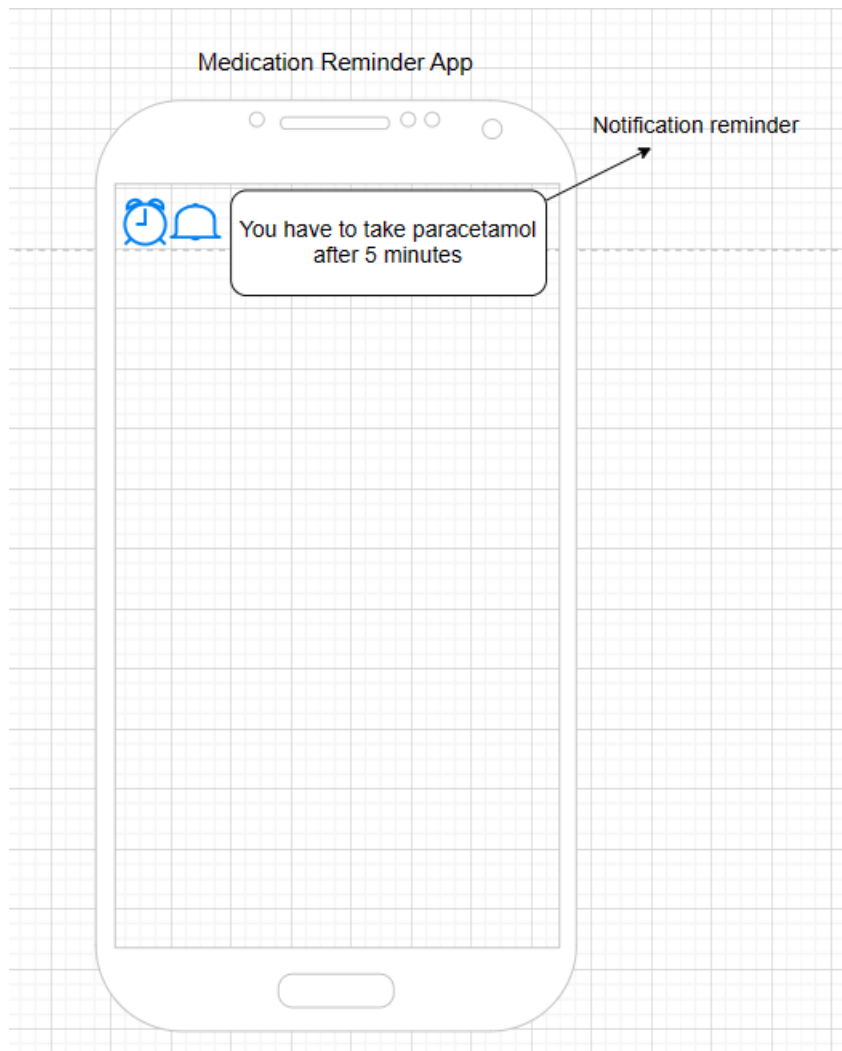 Medication Reminder App
Notification reminder
You have to take paracetamol
after 5 minutes